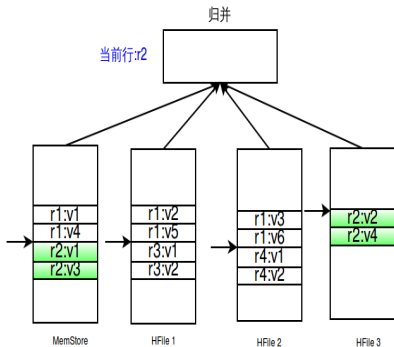 归并
当前行:r2
r1:v1
r1:v4
r2:v1
r2:v3
MemStore
r1:v2
r1:v5
r3:v1
r3:v2
HFile 1
r1:v3
r1:v6
r4:v1
r4:v2
HFile 2
r2:v2
r2:v4
HFile 3